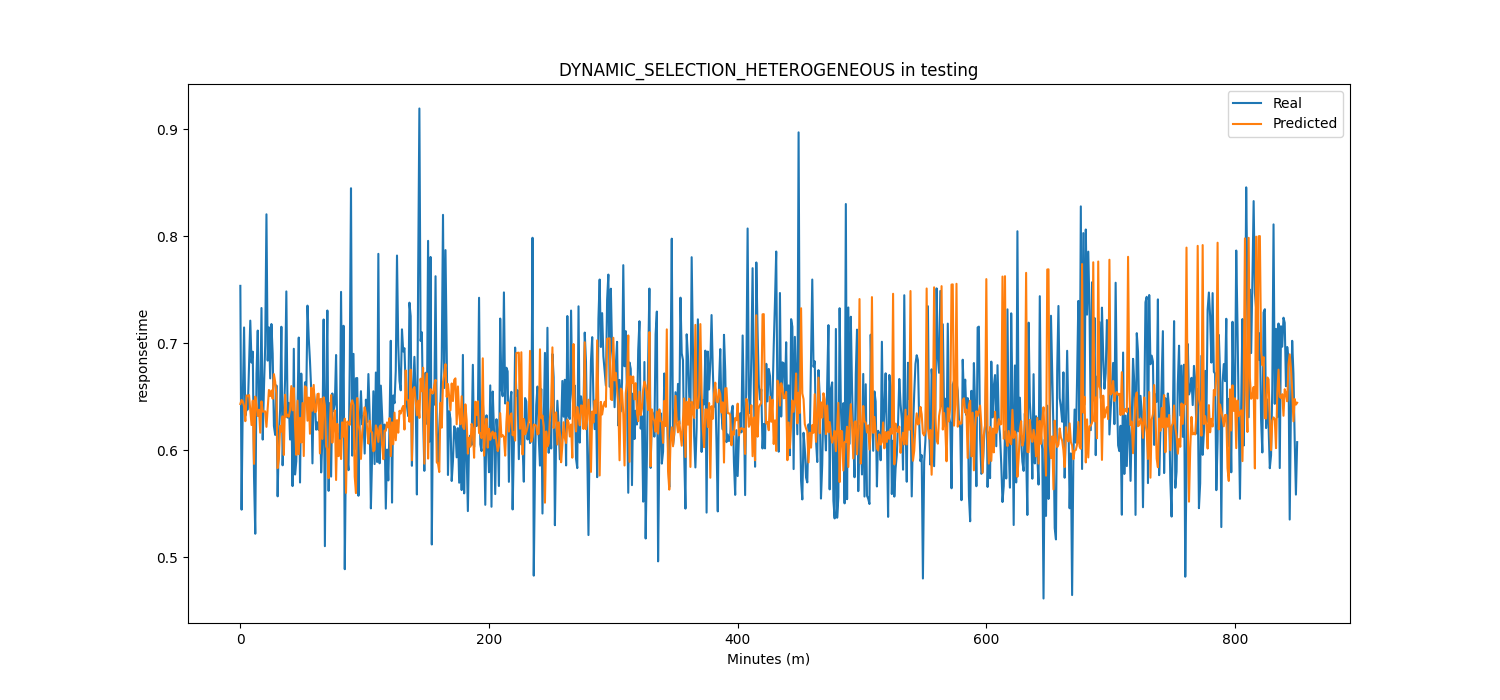 DYNAMIC_SELECTION_HETEROGENEOUS in testing
Real
Predicted
0.9
0.8
0.7
0.6
0.5
responsetime
0 200 400 600 800
Minutes (m)